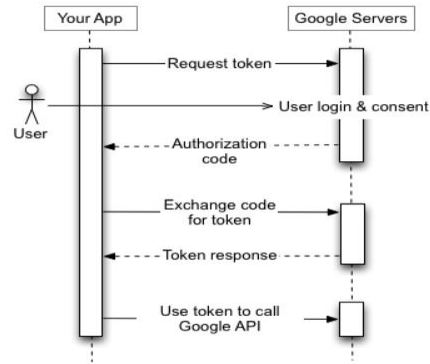 Your App
Google Servers
Request token
User login & consent
User
Authorization
code
Exchange code
for token
Token response
Use token to call
Google API